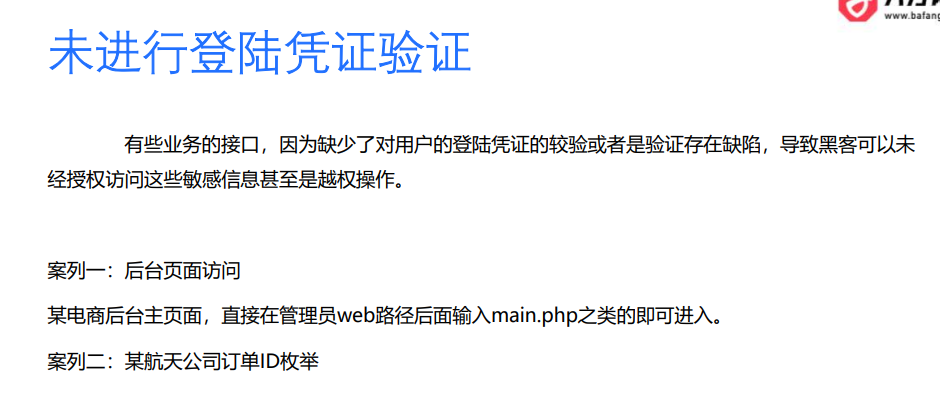 www.bafang
未进行登陆凭证验证
有些业务的接口，因为缺少了对用户的登陆凭证的较验或者是验证存在缺陷，导致黑客可以未
经授权访问这些敏感信息甚至是越权操作。
案列一：后台页面访问
某电商后台主页面，直接在管理员web路径后面输入main.php之类的即可进入。
案列二：某航天公司订单ID枚举